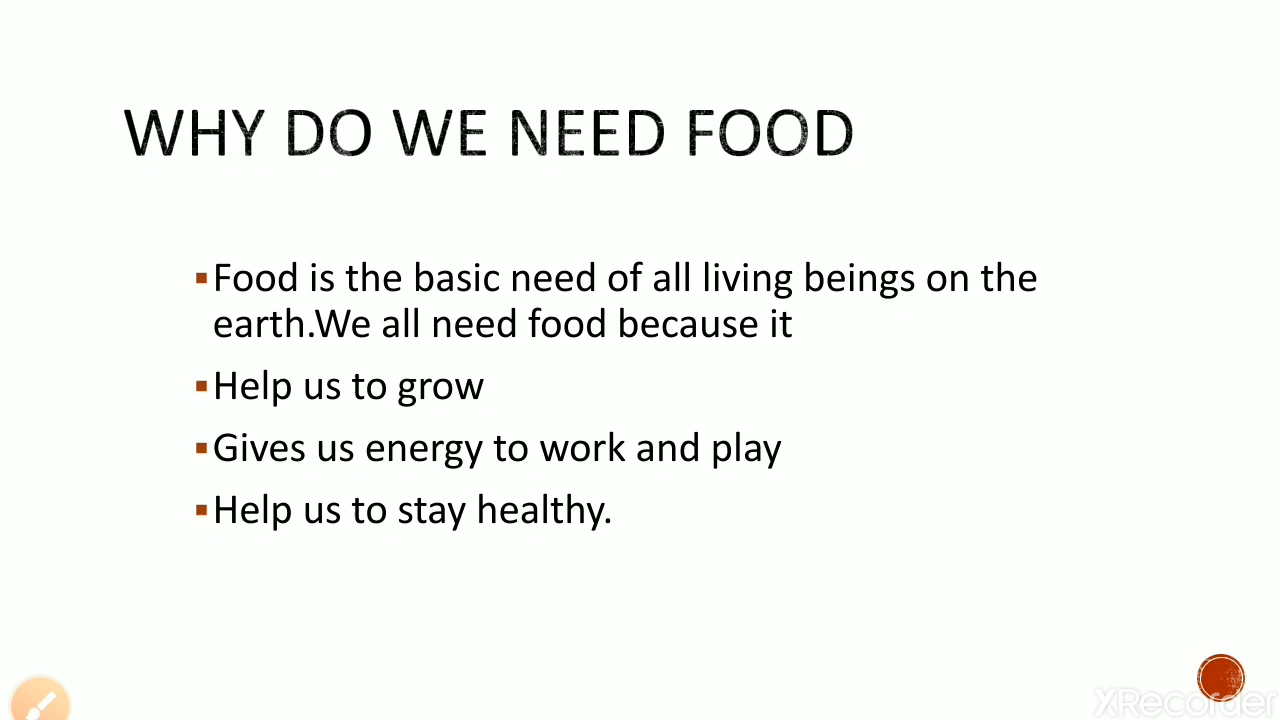 WHY DO WE NEED FOOD
▪Food is the basic need of all living beings on the
earth.We all need food because it
▪Help us to grow
▪Gives us energy to work and play
▪Help us to stay healthy.
XRecorder